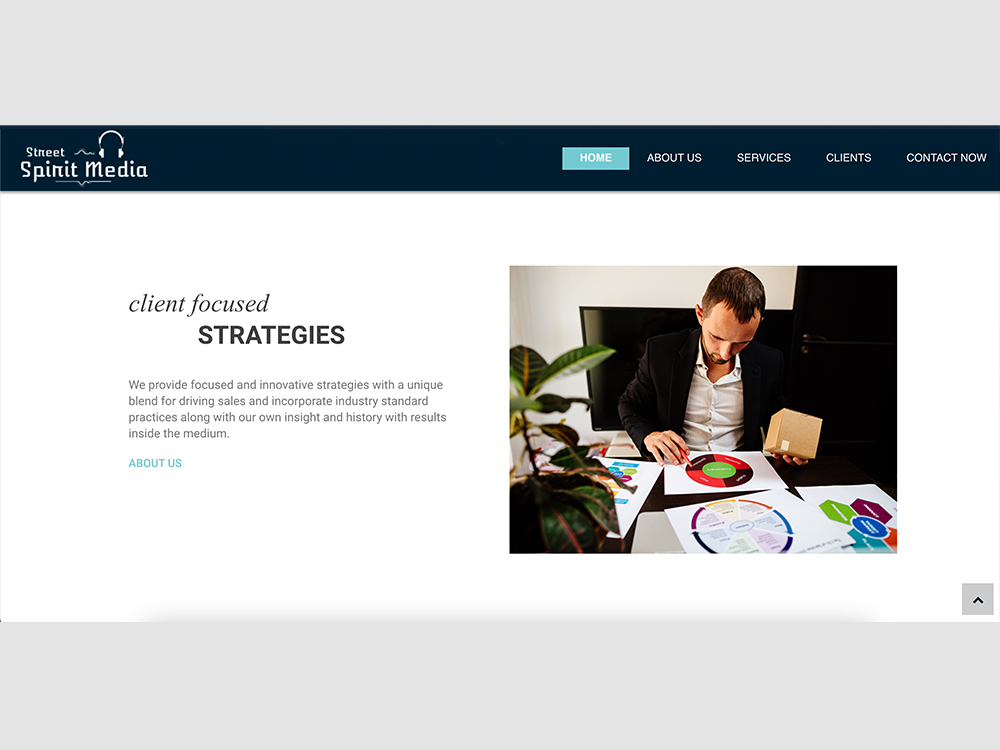 Street
Spirit Media
HOME ABOUT US SERVICES CLIENTS CONTACT NOW
client focused
STRATEGIES
We provide focused and innovative strategies with a unique
blend for driving sales and incorporate industry standard
practices along with our own insight and history with results
inside the medium.
ABOUT US